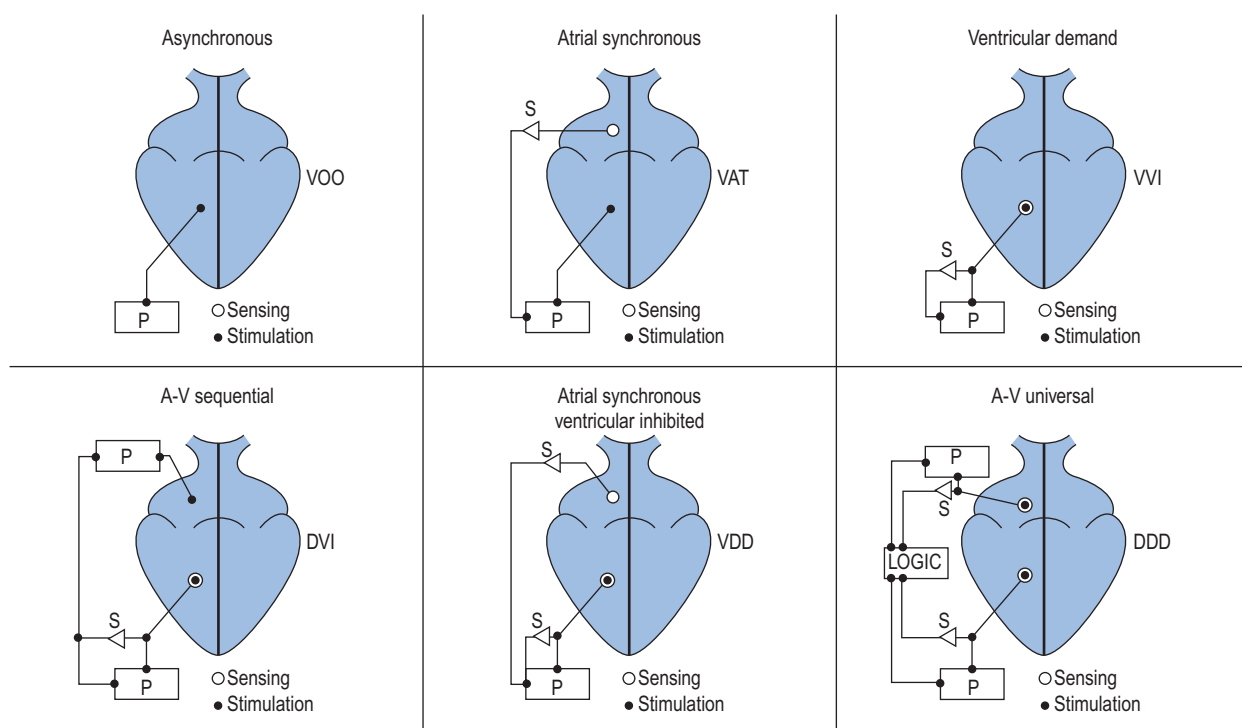 Asynchronous
VOO
P
Sensing
Stimulation
Atrial synchronous
S
VAT
P
Sensing
Stimulation
Ventricular demand
VVI
S
P
Sensing
Stimulation
A-V sequential
P
DVI
S
P
Sensing
Stimulation
Atrial synchronous
ventricular inhibited
S
VDD
S
P
Sensing
Stimulation
A-V universal
P
S
DDD
LOGIC
S
P
Sensing
Stimulation